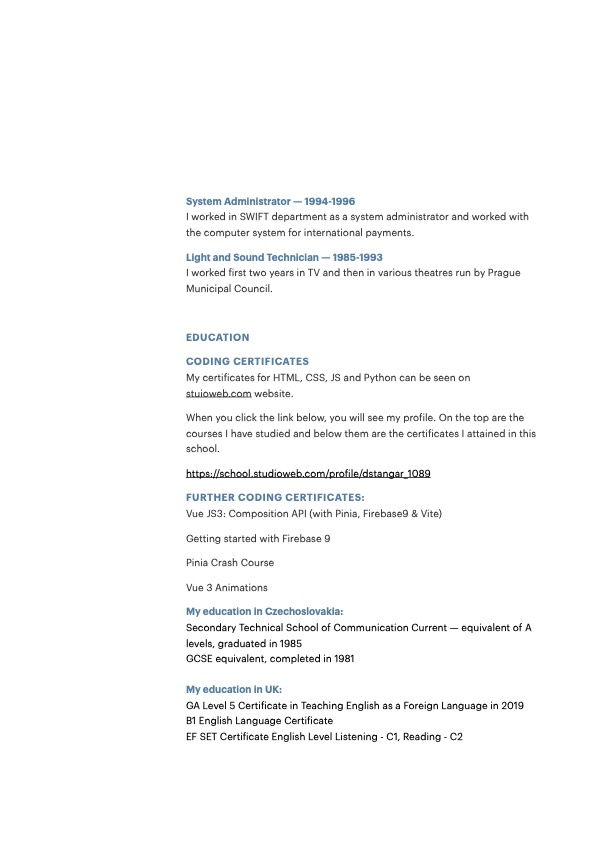 System Administrator — 1994-1996
I worked in SWIFT department as a system administrator and worked with
the computer system for international payments.
Light and Sound Technician — 1985-1993
I worked first two years in TV and then in various theatres run by Prague
Municipal Council.
EDUCATION
CODING CERTIFICATES
My certificates for HTML, CSS, JS and Python can be seen on
stuioweb.com website.
When you click the link below, you will see my profile. On the top are the
courses I have studied and below them are the certificates I attained in this
school.
https://school.studioweb.com/profile/dstangar_1089
FURTHER CODING CERTIFICATES:
Vue JS3: Composition API (with Pinia, Firebase9 & Vite)
Getting started with Firebase 9
Pinia Crash Course
Vue 3 Animations
My education in Czechoslovakia:
Secondary Technical School of Communication Current — equivalent of A
levels, graduated in 1985
GCSE equivalent, completed in 1981
My education in UK:
GA Level 5 Certificate in Teaching English as a Foreign Language in 2019
B1 English Language Certificate
EF SET Certificate English Level Listening - C1, Reading - C2